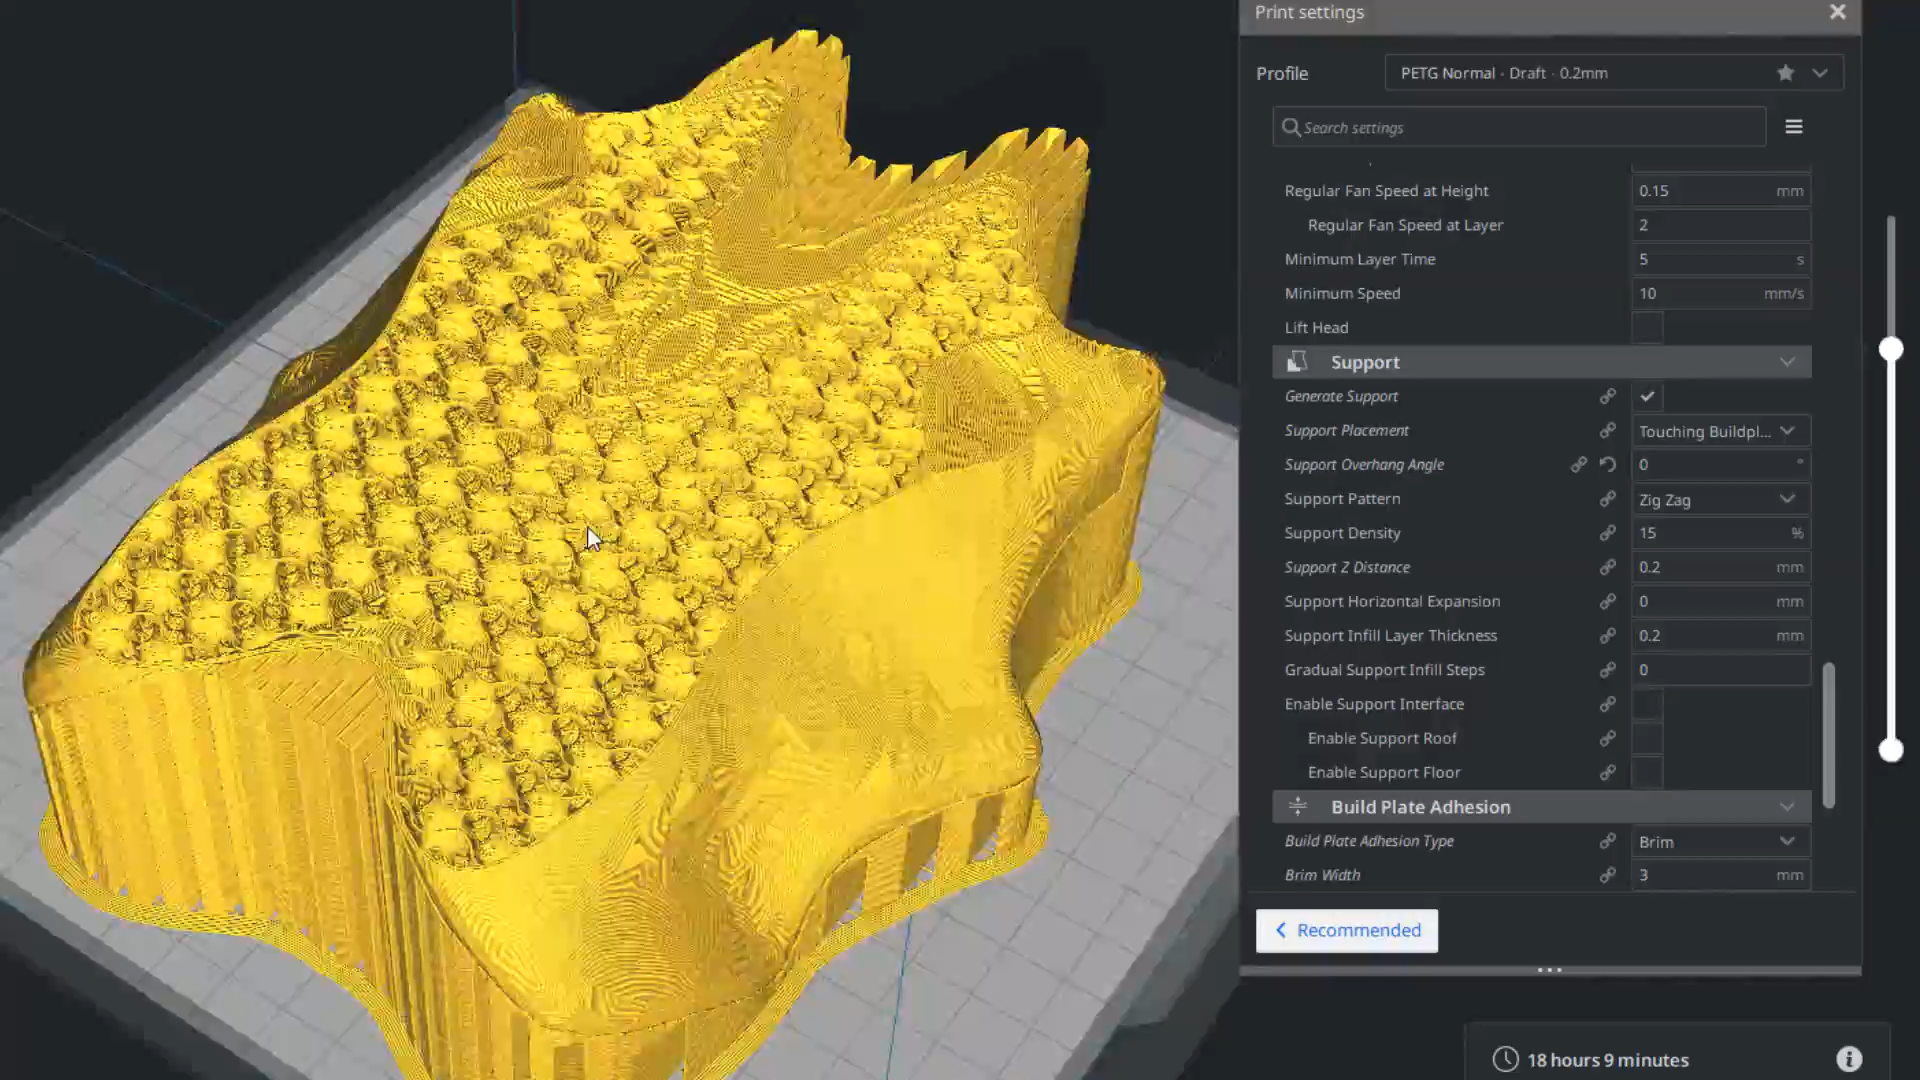 Print settings
Profile
PETG Normal - Draft - 0.2mm
Search settings
Regular Fan Speed at Height 0.15 mm
Regular Fan Speed at Layer 2
Minimum Layer Time 5 s
Minimum Speed 10 mm/s
Lift Head
Support
Generate Support
Support Placement Touching Buildpl...
Support Overhang Angle 0 °
Support Pattern Zig Zag
Support Density 15 %
Support Z Distance 0.2 mm
Support Horizontal Expansion 0 mm
Support Infill Layer Thickness 0.2 mm
Gradual Support Infill Steps 0
Enable Support Interface
Enable Support Roof
Enable Support Floor
Build Plate Adhesion
Build Plate Adhesion Type Brim
Brim Width 3 mm
Recommended
18 hours 9 minutes